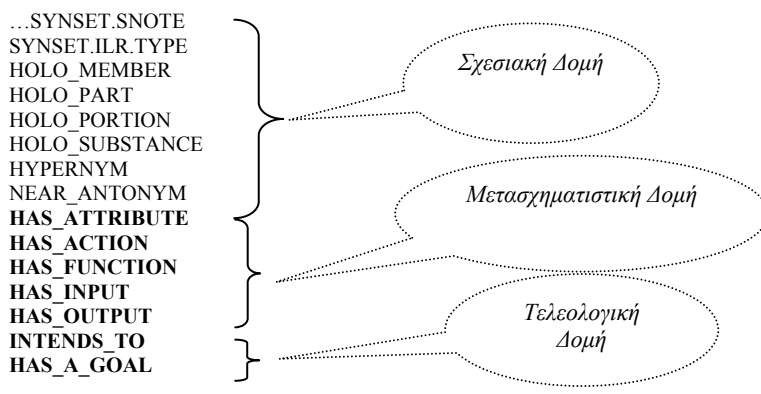 …SYNSET.SNOTE
SYNSET.ILR.TYPE
HOLO_MEMBER
HOLO_PART
HOLO_PORTION
HOLO_SUBSTANCE
HYPERNYM
NEAR_ANTONYM
HAS_ATTRIBUTE
HAS_ACTION
HAS_FUNCTION
HAS_INPUT
HAS_OUTPUT
INTENDS_TO
HAS_A_GOAL
Σχεσιακή Δομή
Μετασχηματιστική Δομή
Τελεολογική
Δομή